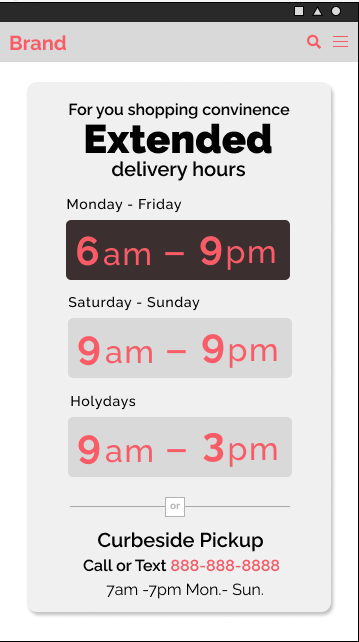 Brand
For you shopping convinence
Extended
delivery hours
Monday - Friday
6am – 9pm
Saturday - Sunday
9am – 9pm
Holydays
9am – 3pm
or
Curbeside Pickup
Call or Text 888-888-8888
7am -7pm Mon.- Sun.